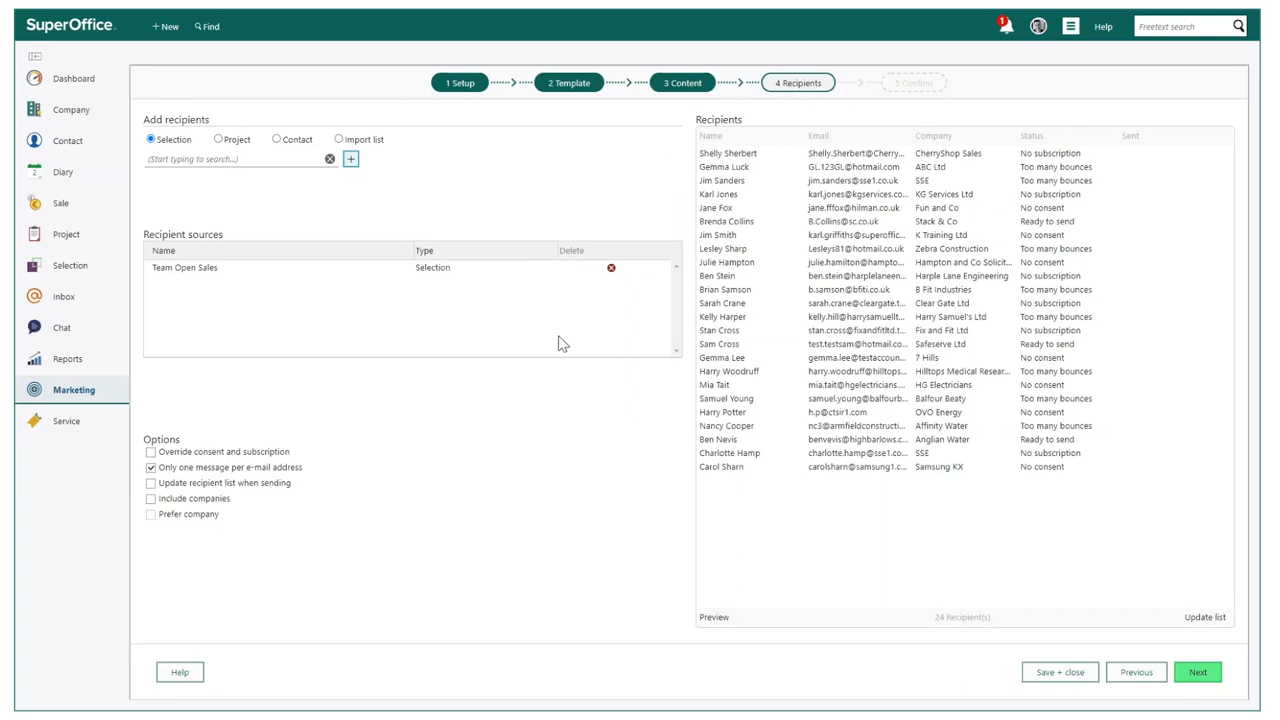 SuperOffice.
+ New
Find
1
Help
Freetext search
Dashboard
Company
Contact
2
Diary
Sale
Project
Selection
Inbox
Chat
Reports
Marketing
Service
1 Setup
2 Template
3 Content
4 Recipients
5 Confirm
Add recipients
Selection Project Contact Import list
(Start typing to search...)
Recipient sources
Name Type Delete
Team Open Sales Selection
Options
Override consent and subscription
Only one message per e-mail address
Update recipient list when sending
Include companies
Prefer company
Recipients
Name Email Company Status Sent
Shelly Sherbert Shelly.Sherbert@Cherry... CherryShop Sales No subscription
Gemma Luck GL.123GL@hotmail.com ABC Ltd Too many bounces
Jim Sanders jim.sanders@sse1.co.uk SSE Too many bounces
Karl Jones karl.jones@kgservices.co... KG Services Ltd No subscription
Jane Fox jane.fffox@hilman.co.uk Fun and Co No consent
Brenda Collins B.Collins@sc.co.uk Stack & Co Ready to send
Jim Smith karl.griffiths@superoffic... K Training Ltd No consent
Lesley Sharp Lesleys81@hotmail.co.uk Zebra Construction Too many bounces
Julie Hampton julie.hamilton@hampto... Hampton and Co Solicit... No consent
Ben Stein ben.stein@harplelaneen... Harple Lane Engineering No subscription
Brian Samson b.samson@bfiti.co.uk B Fit Industries Too many bounces
Sarah Crane sarah.crane@cleargate.t... Clear Gate Ltd No subscription
Kelly Harper kelly.hill@harrysamuellt... Harry Samuel's Ltd Too many bounces
Stan Cross stan.cross@fixandfitltd.t... Fix and Fit Ltd No subscription
Sam Cross test.testsam@hotmail.co... Safeserve Ltd Ready to send
Gemma Lee gemma.lee@testaccoun... 7 Hills No consent
Harry Woodruff harry.woodruff@hilltops... Hilltops Medical Resear... Too many bounces
Mia Tait mia.tait@hgelectricians.... HG Electricians No consent
Samuel Young samuel.young@balfourb... Balfour Beaty Too many bounces
Harry Potter h.p@ctsir1.com OVO Energy No consent
Nancy Cooper nc3@armfieldconstructi... Affinity Water Too many bounces
Ben Nevis benvevis@highbarlows.c... Anglian Water Ready to send
Charlotte Hamp charlotte.hamp@sse1.co... SSE No subscription
Carol Sharn carolsharn@samsung1.c... Samsung KX No consent
Preview 24 Recipient(s) Update list
Help
Save + close
Previous
Next